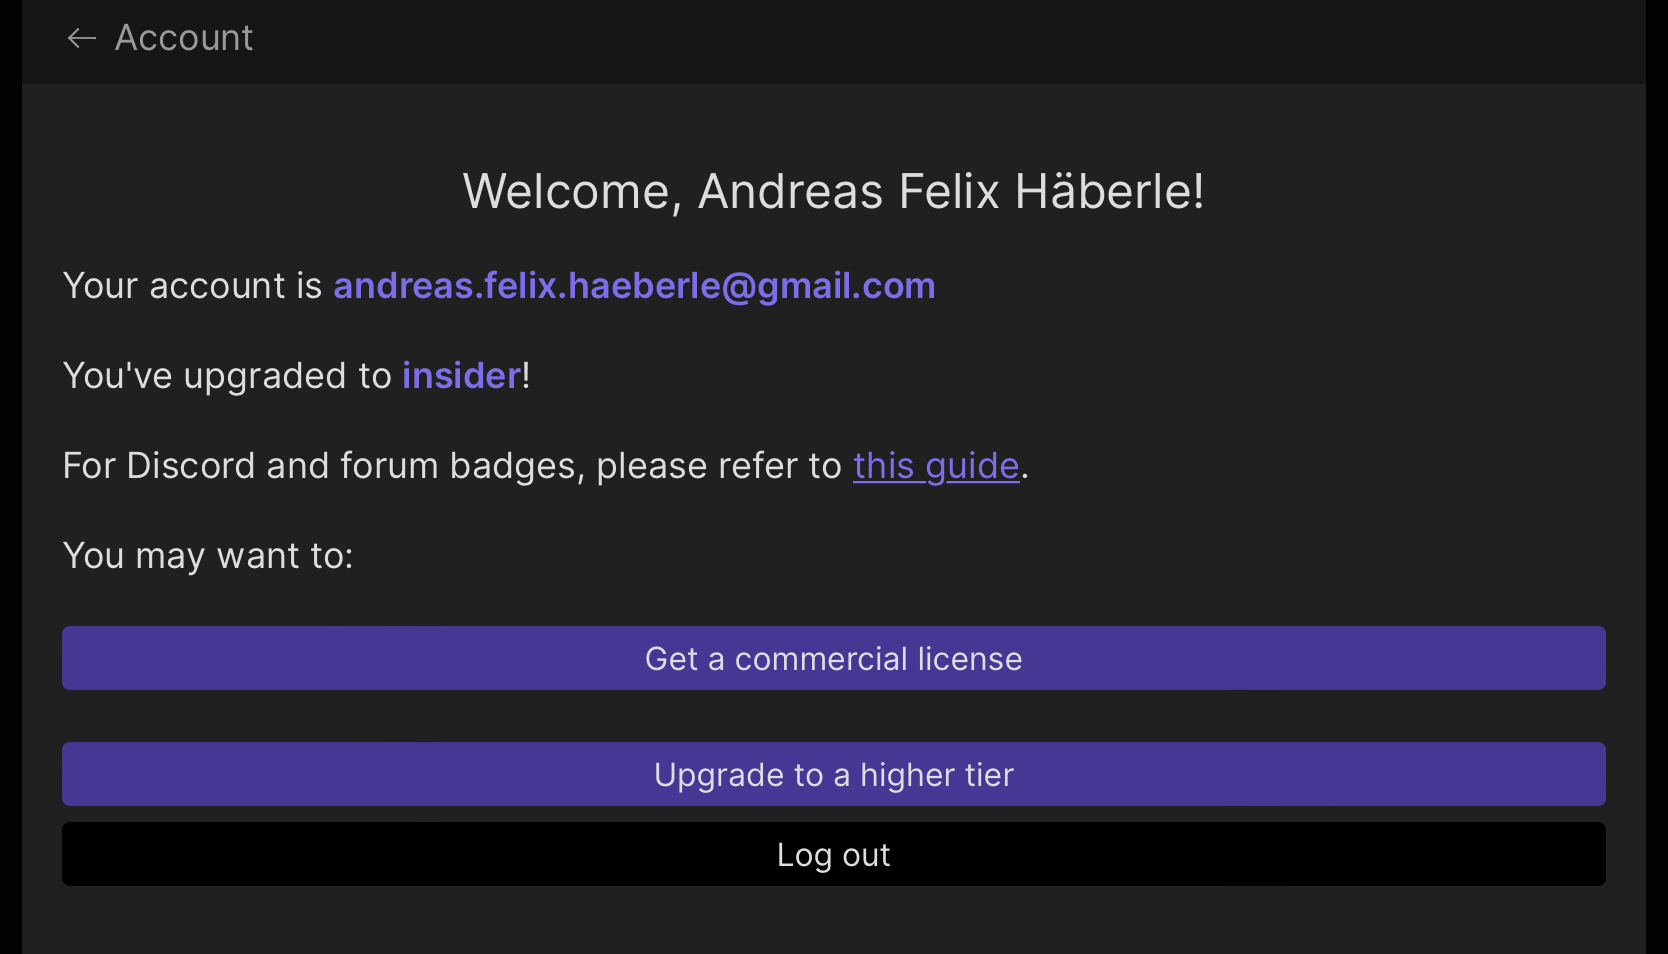 Account
Welcome, Andreas Felix Häberle!
Your account is andreas.felix.haeberle@gmail.com
You've upgraded to insider!
For Discord and forum badges, please refer to this guide.
You may want to:
Get a commercial license
Upgrade to a higher tier
Log out